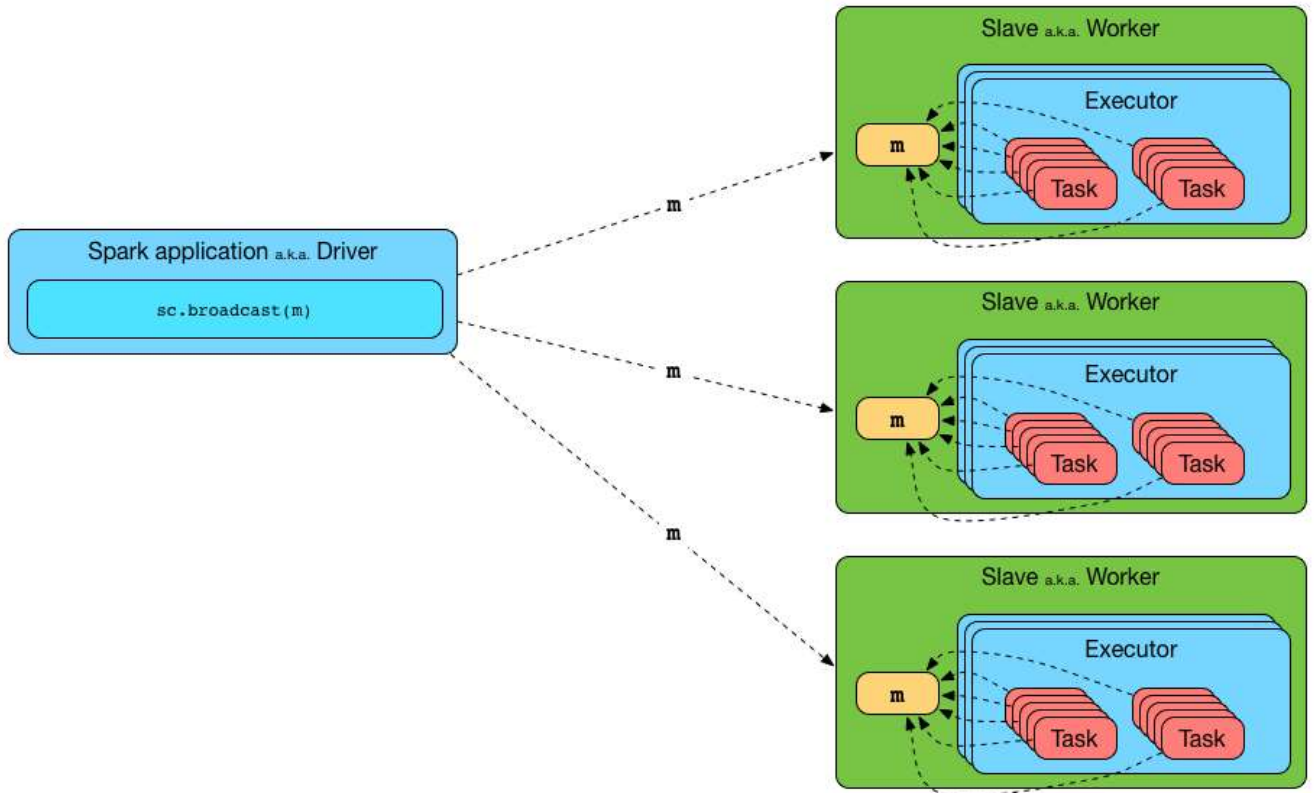 Spark application a.k.a. Driver
sc.broadcast(m)
m
m
m
Slave a.k.a. Worker
Executor
m
Task
Task
Slave a.k.a. Worker
Executor
m
Task
Task
Slave a.k.a. Worker
Executor
m
Task
Task